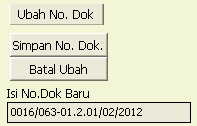 Ubah No. Dok
Simpan No. Dok.
Batal Ubah
Isi No.Dok Baru
0016/063-01.2.01/02/2012